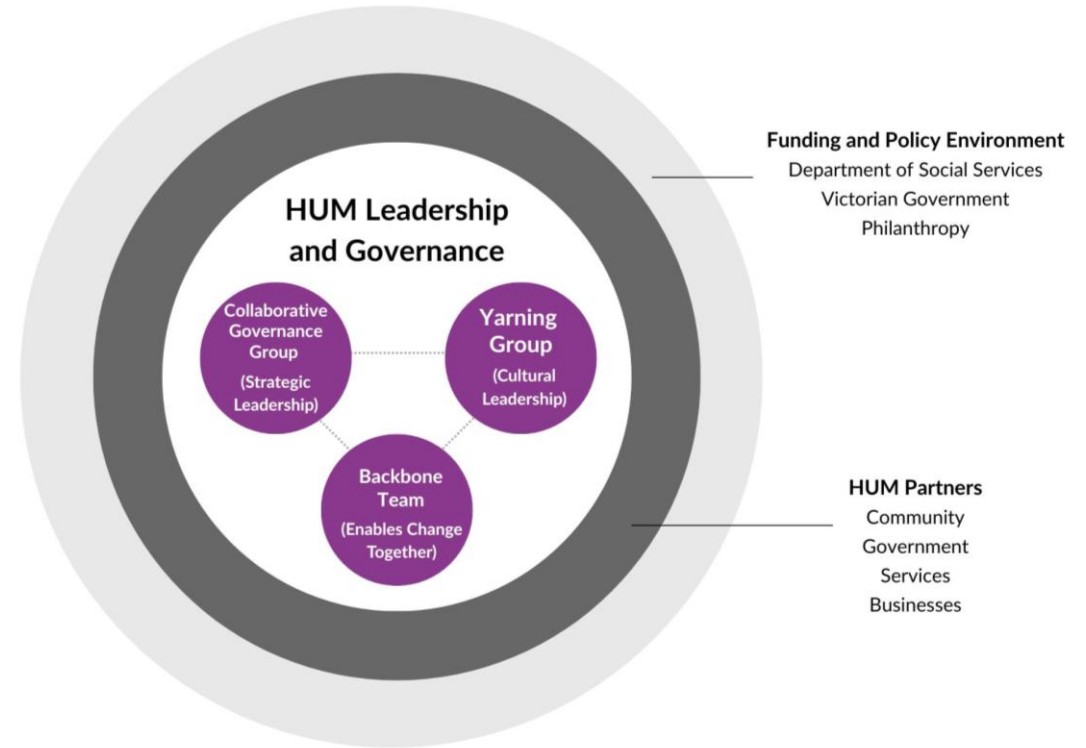 HUM Leadership
and Governance
Collaborative
Governance
Group
(Strategic
Leadership)
Yarning
Group
(Cultural
Leadership)
Backbone
Team
(Enables Change
Together)
Funding and Policy Environment
Department of Social Services
Victorian Government
Philanthropy
HUM Partners
Community
Government
Services
Businesses